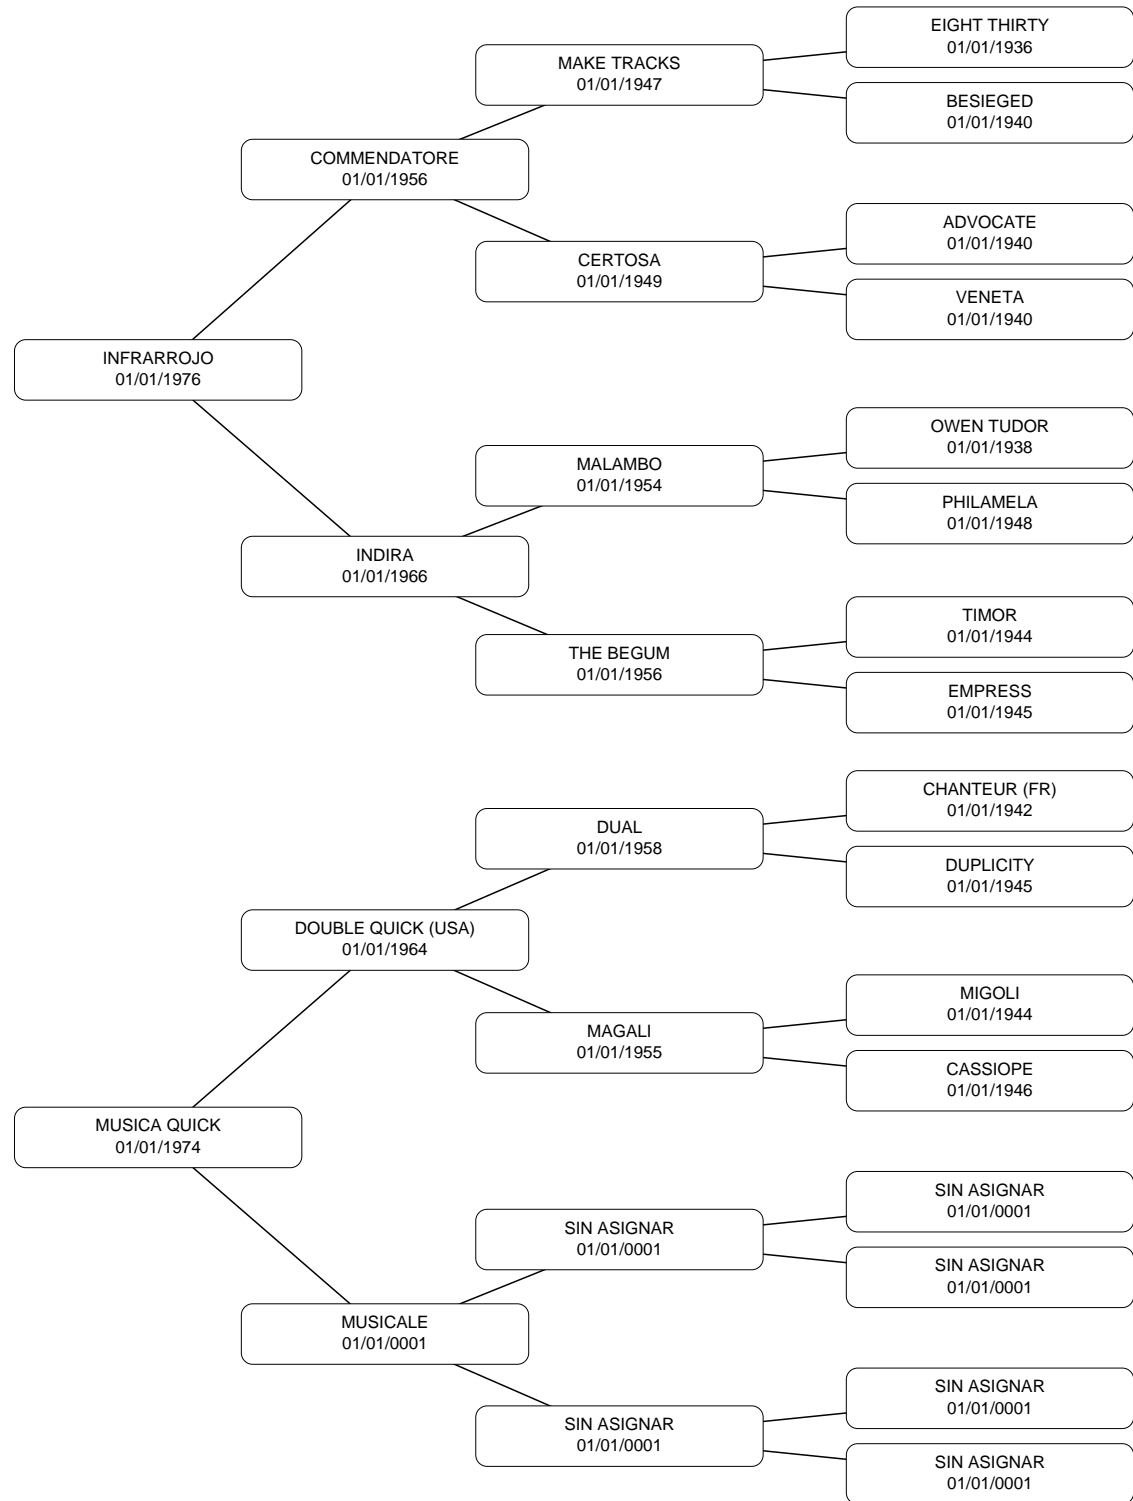 EIGHT THIRTY
01/01/1936
MAKE TRACKS
01/01/1947
BESIEGED
01/01/1940
COMMENDATORE
01/01/1956
ADVOCATE
01/01/1940
CERTOSA
01/01/1949
VENETA
01/01/1940
INFRARROJO
01/01/1976
OWEN TUDOR
01/01/1938
MALAMBO
01/01/1954
PHILAMELA
01/01/1948
INDIRA
01/01/1966
TIMOR
01/01/1944
THE BEGUM
01/01/1956
EMPRESS
01/01/1945
CHANTEUR (FR)
01/01/1942
DUAL
01/01/1958
DUPLICITY
01/01/1945
DOUBLE QUICK (USA)
01/01/1964
MIGOLI
01/01/1944
MAGALI
01/01/1955
CASSIOPE
01/01/1946
MUSICA QUICK
01/01/1974
SIN ASIGNAR
01/01/0001
SIN ASIGNAR
01/01/0001
SIN ASIGNAR
01/01/0001
MUSICALE
01/01/0001
SIN ASIGNAR
01/01/0001
SIN ASIGNAR
01/01/0001
SIN ASIGNAR
01/01/0001